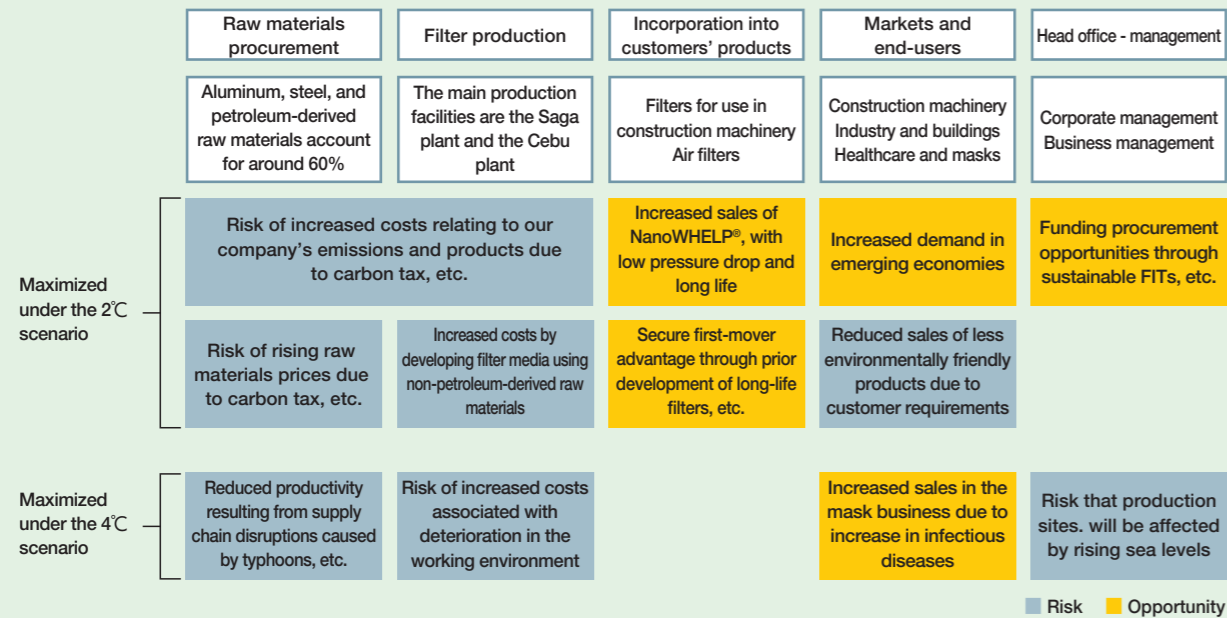 Raw materials
procurement
Filter production
Incorporation into
customers' products
Markets and
end-users
Head office - management
Aluminum, steel, and
petroleum-derived
raw materials account
for around 60%
The main production
facilities are the Saga
plant and the Cebu
plant
Filters for use in
construction machinery
Air filters
Construction machinery
Industry and buildings
Healthcare and masks
Corporate management
Business management
Maximized
under the 2℃
scenario
Risk of increased costs relating to our
company's emissions and products due
to carbon tax, etc.
Increased sales of
NanoWHELP®, with
low pressure drop and
long life
Increased demand in
emerging economies
Funding procurement
opportunities through
sustainable FITs, etc.
Risk of rising raw
materials prices due
to carbon tax, etc.
Increased costs by
developing filter media using
non-petroleum-derived raw
materials
Secure first-mover
advantage through prior
development of long-life
filters, etc.
Reduced sales of less
environmentally friendly
products due to
customer requirements
Maximized
under the 4℃
scenario
Reduced productivity
resulting from supply
chain disruptions caused
by typhoons, etc.
Risk of increased costs
associated with
deterioration in the
working environment
Increased sales in the
mask business due to
increase in infectious
diseases
Risk that production
sites. will be affected
by rising sea levels
Risk
Opportunity